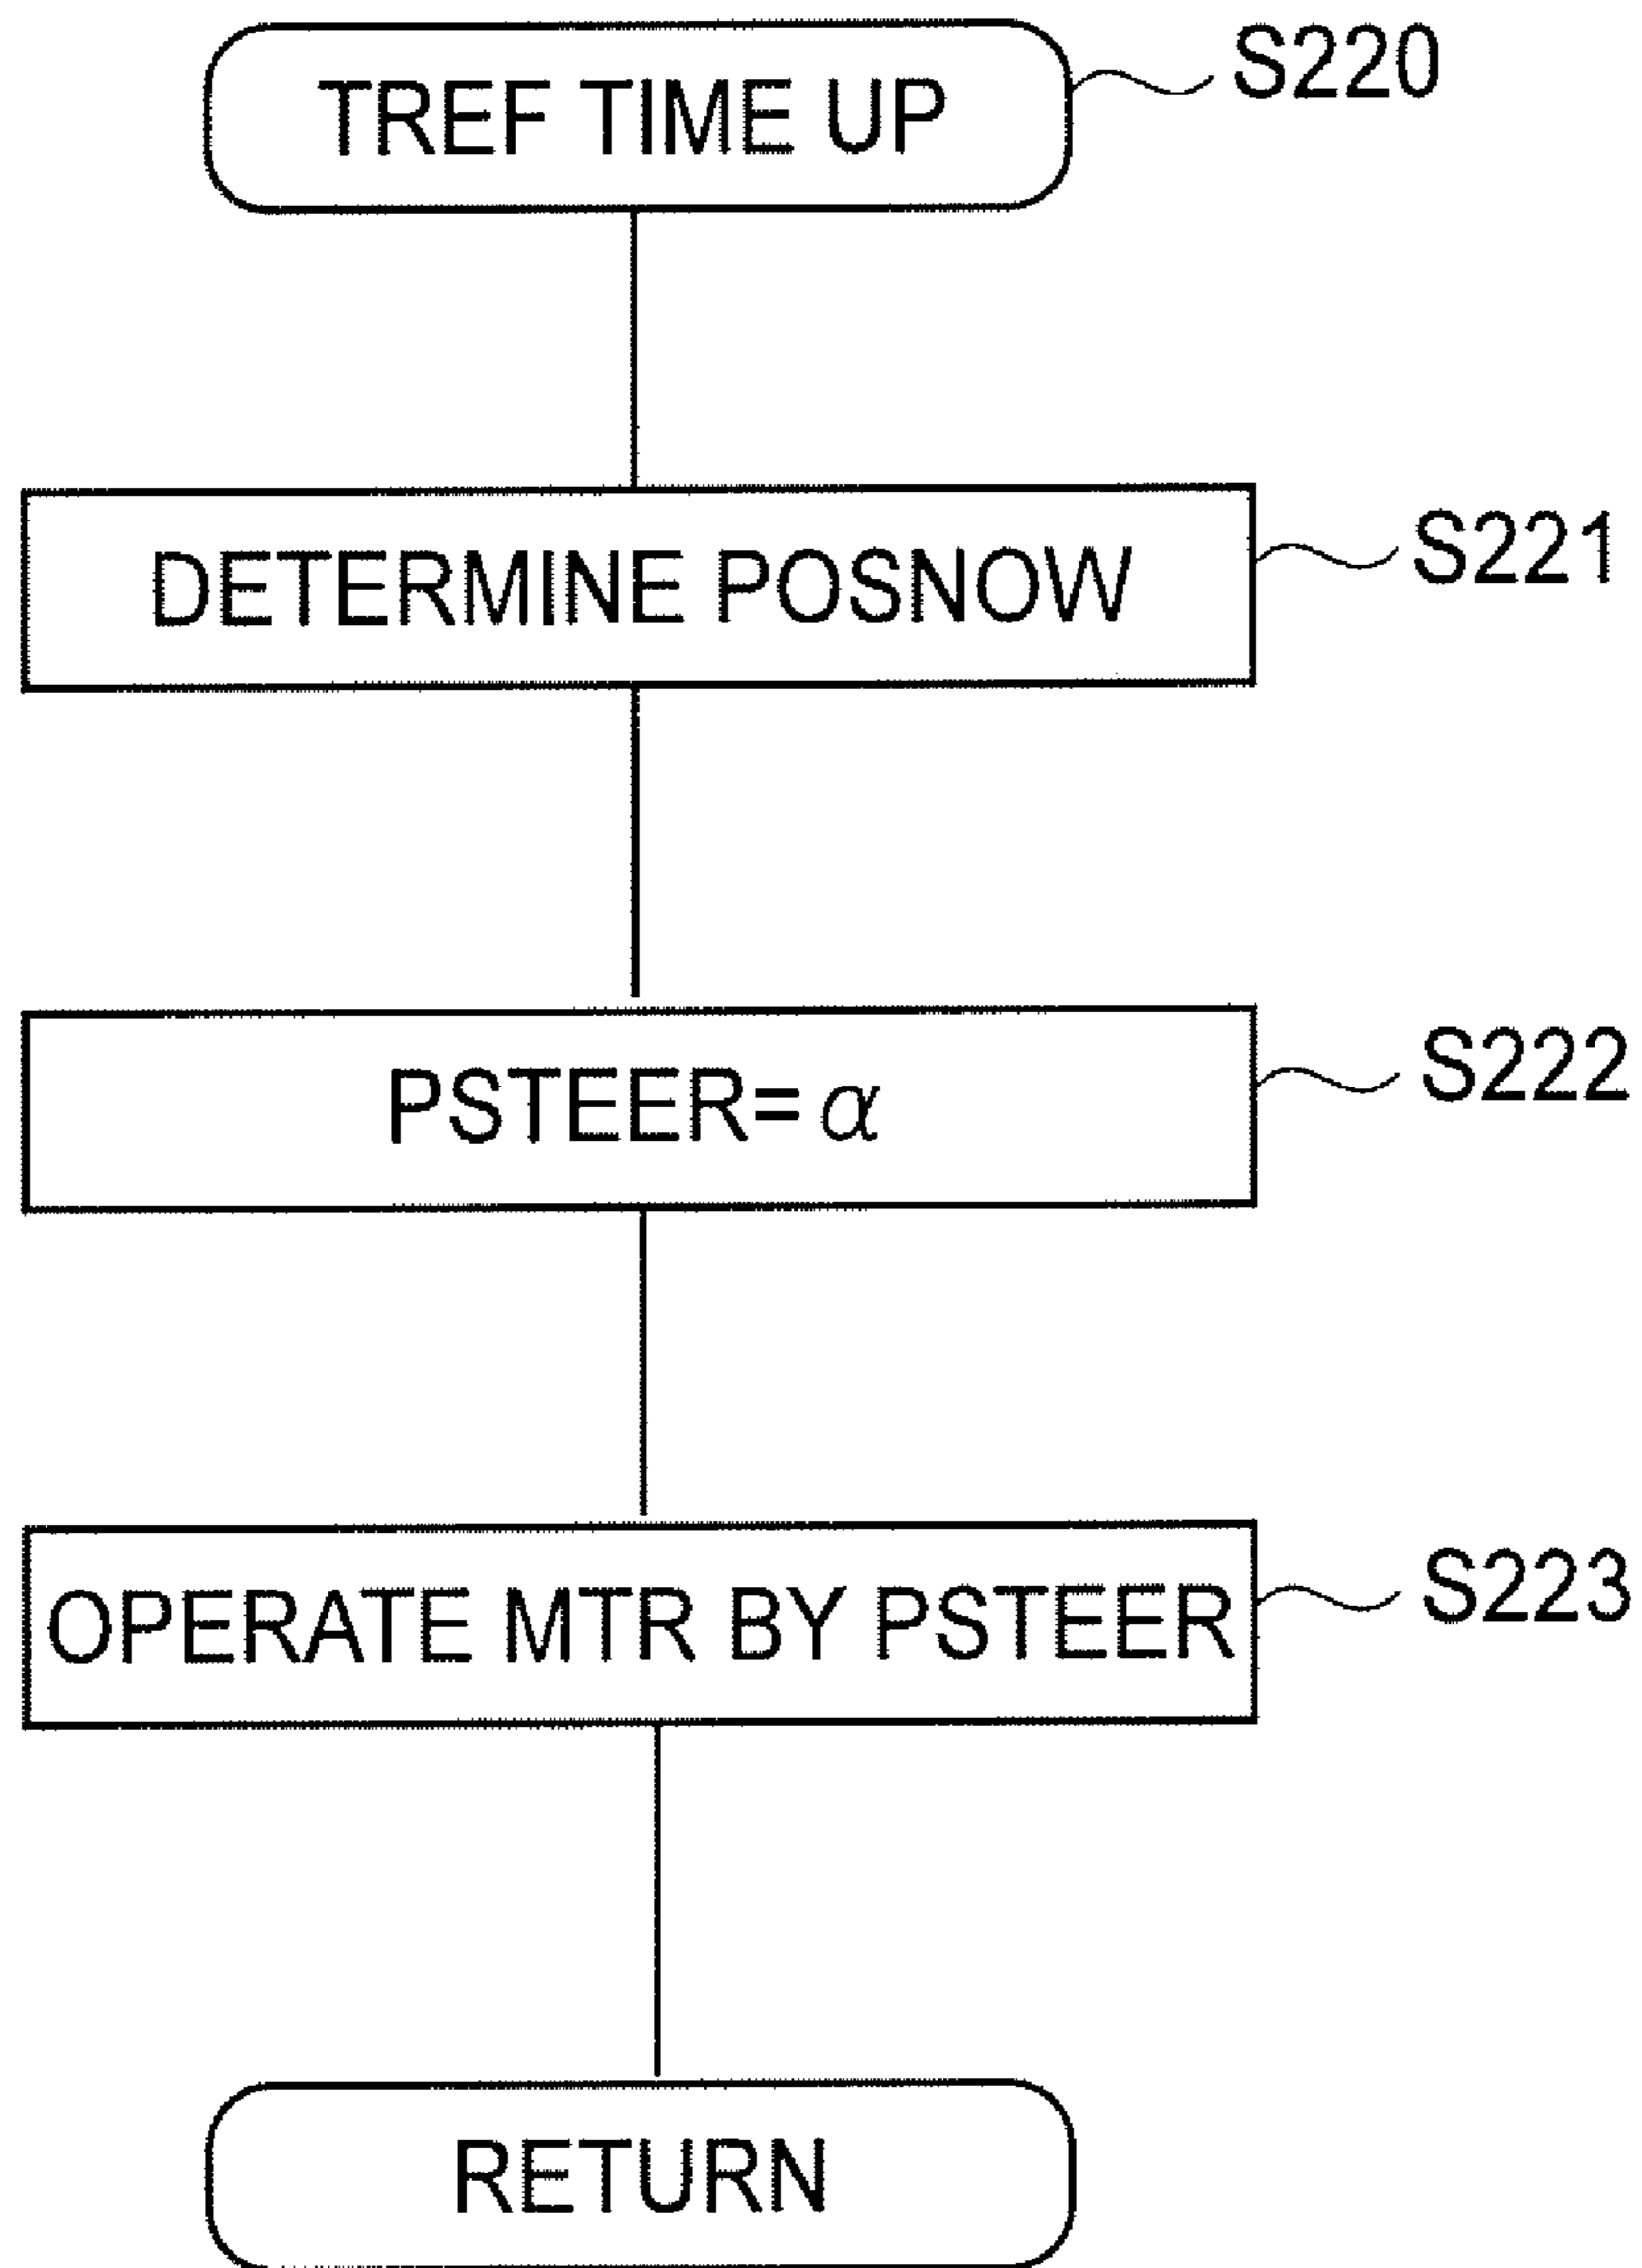 TREF TIME UP
S220
DETERMINE POSNOW
S221
PSTEER=α
S222
OPERATE MTR BY PSTEER
S223
RETURN